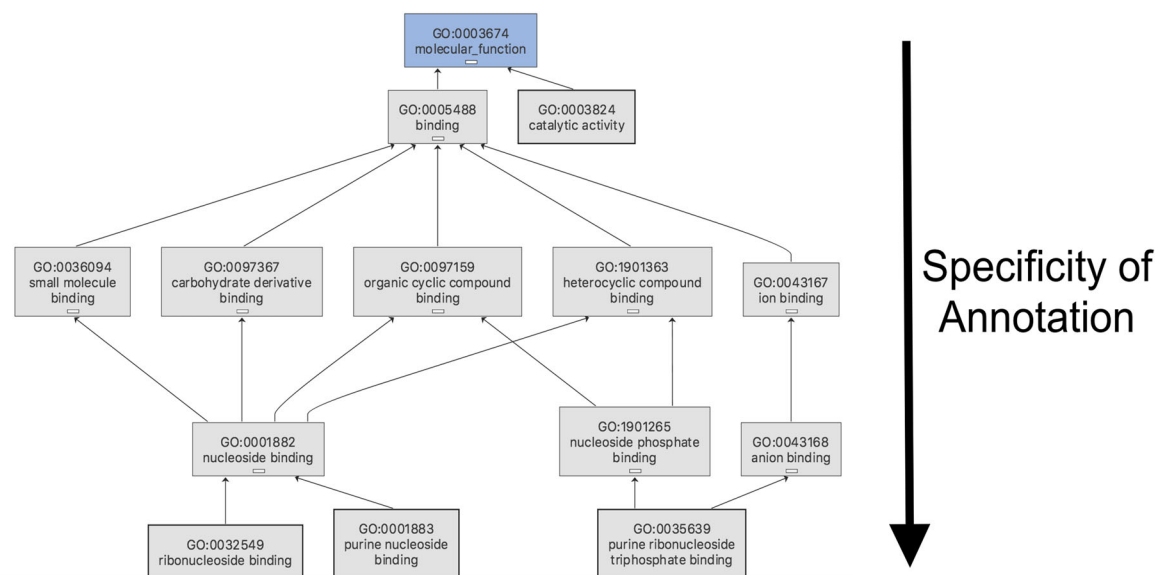 GO:0003674
molecular_function
GO:0005488
binding
GO:0003824
catalytic activity
GO:0036094
small molecule
binding
GO:0097367
carbohydrate derivative
binding
GO:0097159
organic cyclic compound
binding
GO:1901363
heterocyclic compound
binding
GO:0043167
ion binding
Specificity of
Annotation
GO:0001882
nucleoside binding
GO:1901265
nucleoside phosphate
binding
GO:0043168
anion binding
GO:0032549
ribonucleoside binding
GO:0001883
purine nucleoside
binding
GO:0035639
purine ribonucleoside
triphosphate binding